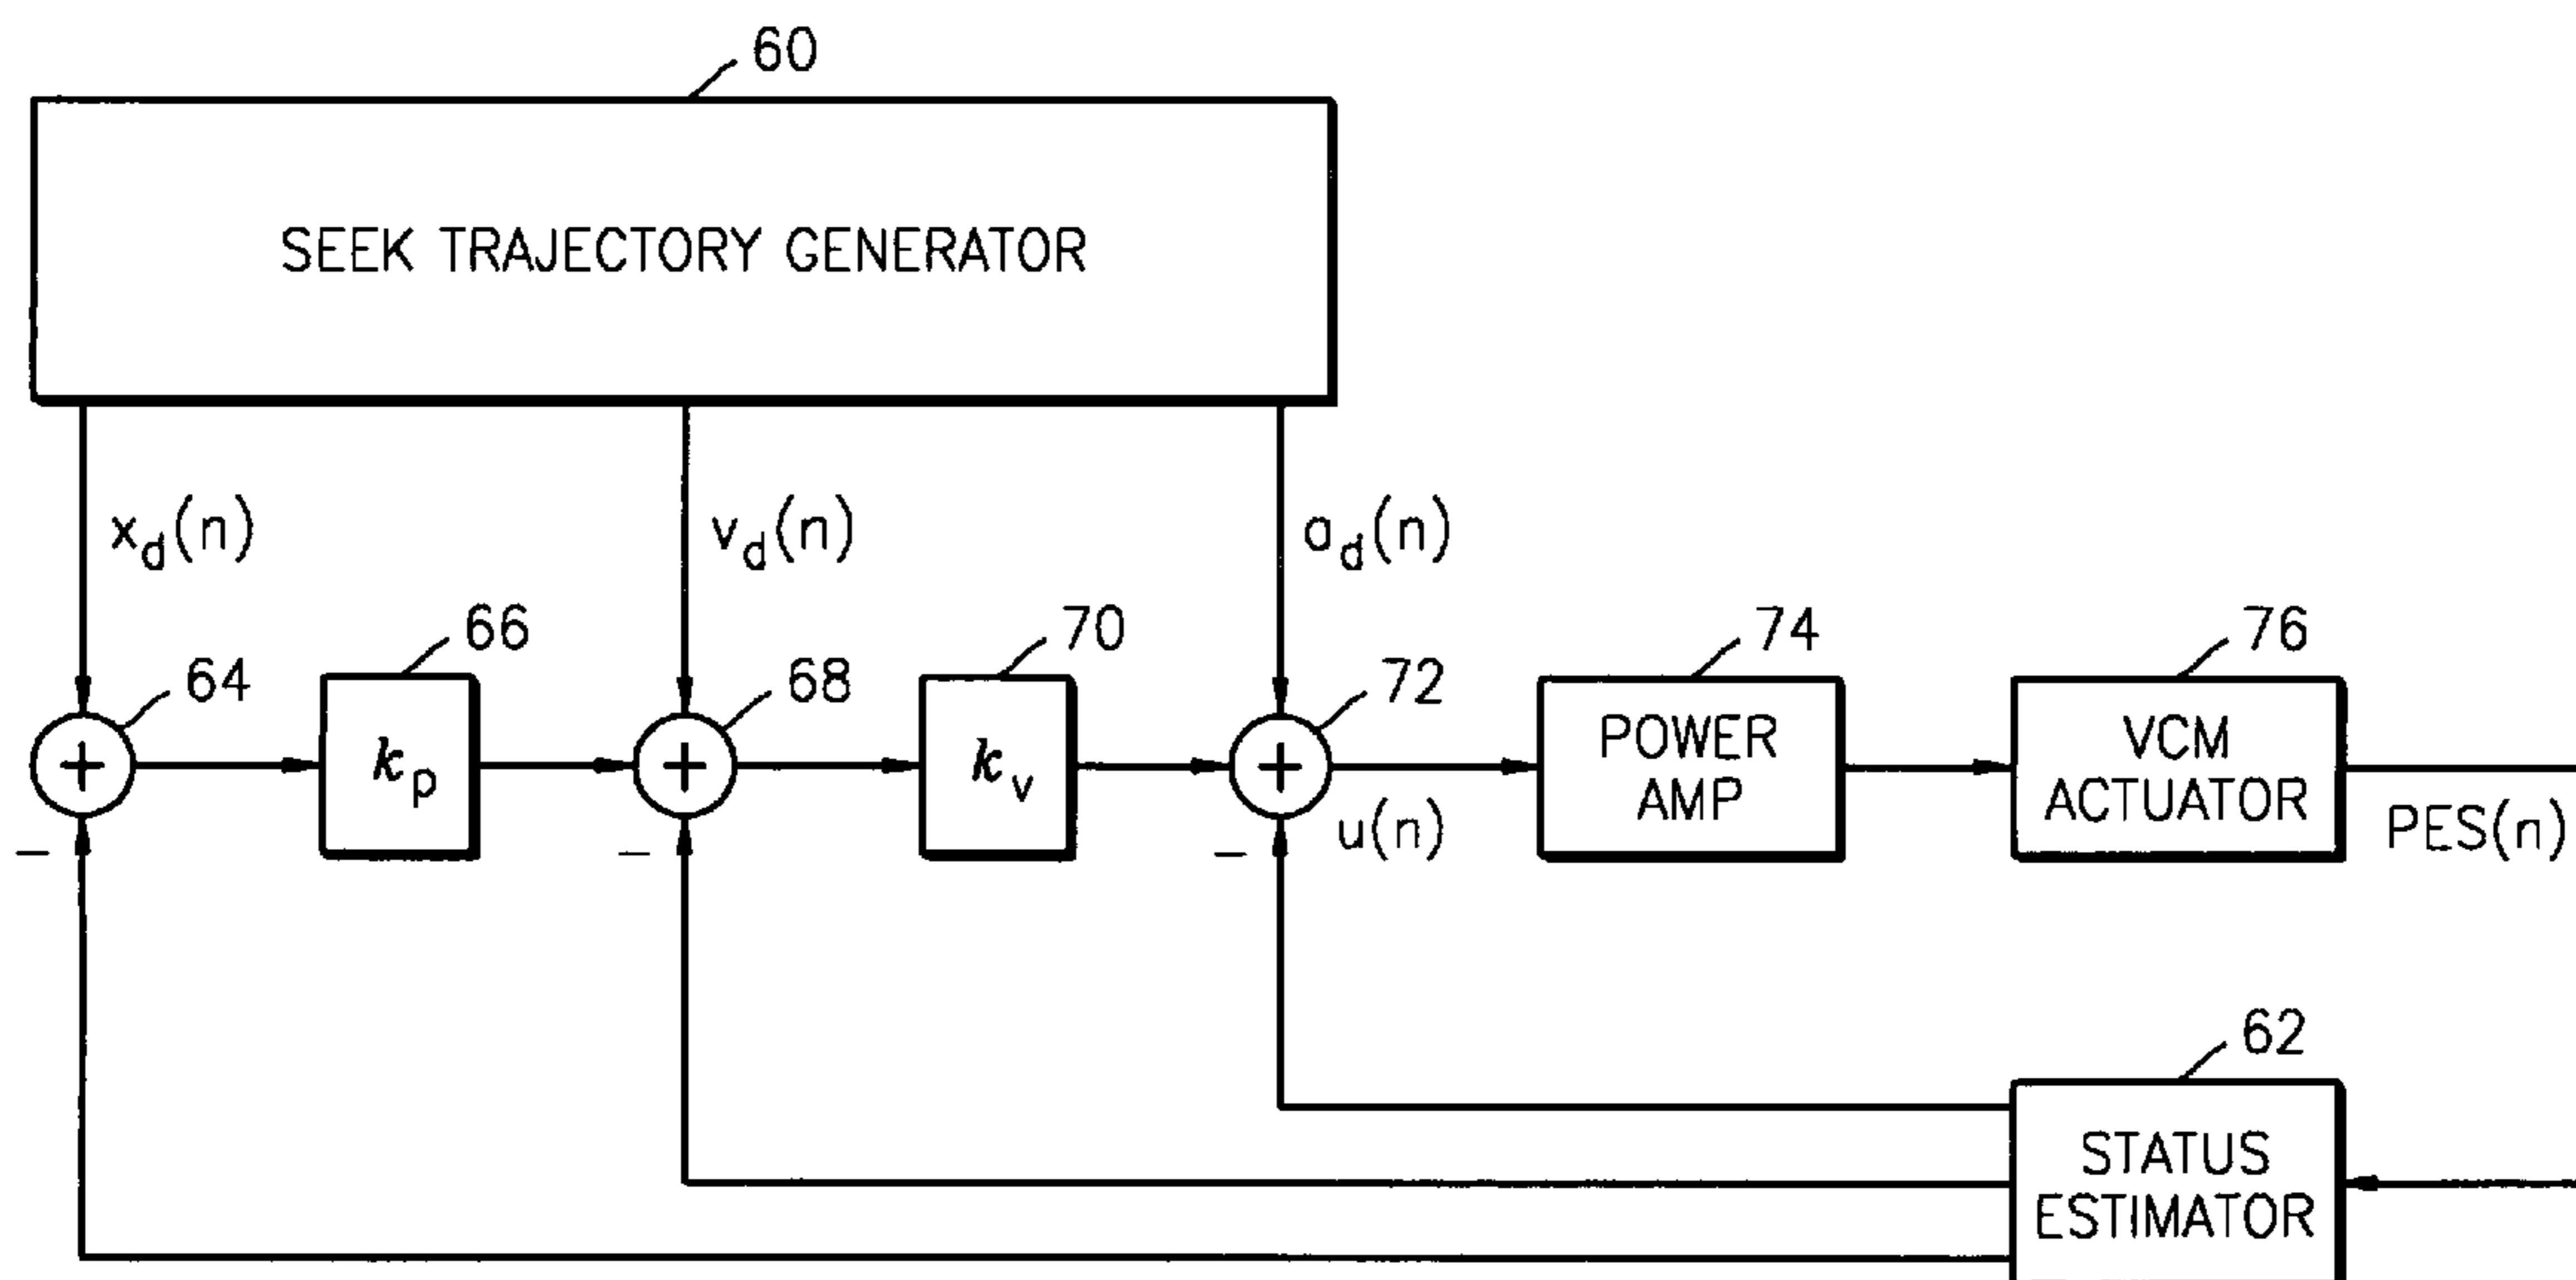 60
SEEK TRAJECTORY GENERATOR
x_d(n)
v_d(n)
a_d(n)
64
66
68
70
72
74
76
+
k_p
+
k_v
+
POWER
AMP
VCM
ACTUATOR
−
−
−
u(n)
PES(n)
62
STATUS
ESTIMATOR